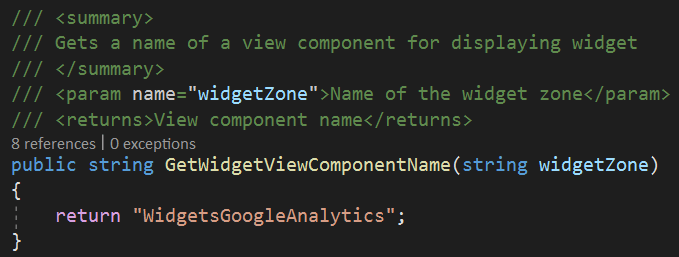 /// <summary>
/// Gets a name of a view component for displaying widget
/// </summary>
/// <param name="widgetZone">Name of the widget zone</param>
/// <returns>View component name</returns>
8 references | 0 exceptions
public string GetWidgetViewComponentName(string widgetZone)
{
    return "WidgetsGoogleAnalytics";
}